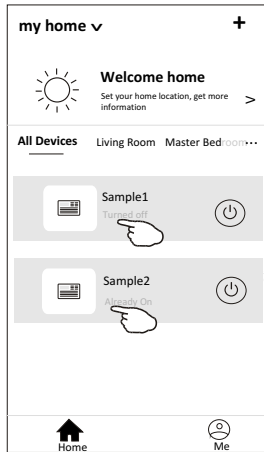 my home
Welcome home
Set your home location, get more
information
All Devices Living Room Master Bedroom...
Sample1
Turned off
Sample2
Already On
Home Me